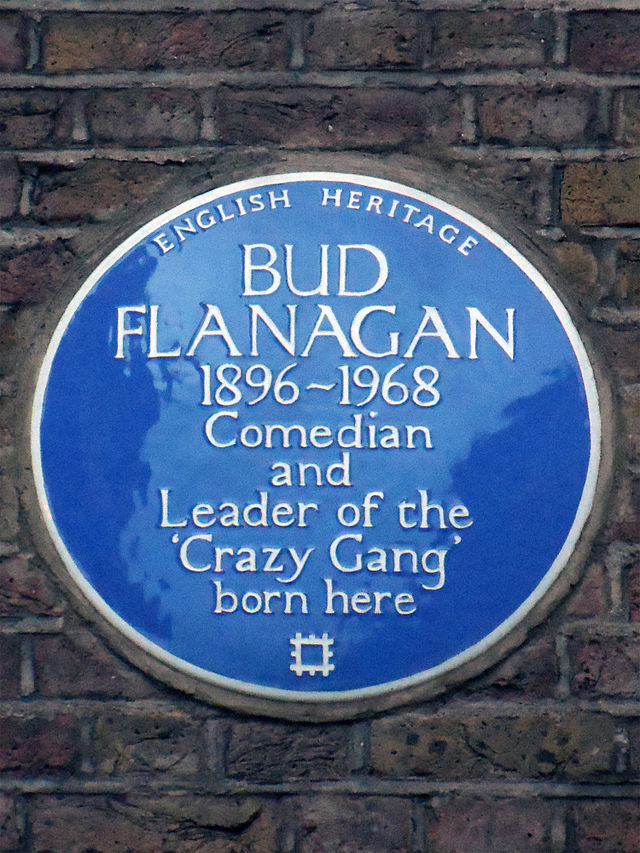 ENGLISH HERITAGE
BUD
FLANAGAN
1896~1968
Comedian
and
Leader of the
'Crazy Gang'
born here